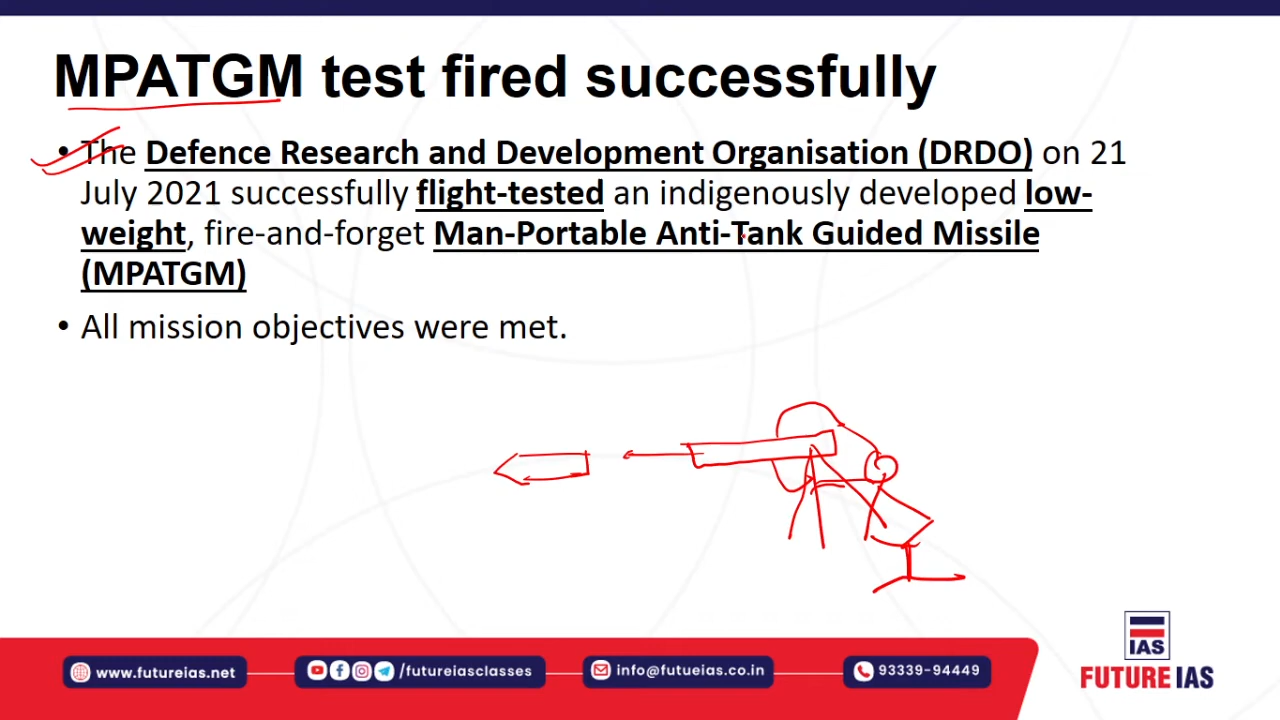 MPATGM test fired successfully
• The Defence Research and Development Organisation (DRDO) on 21
July 2021 successfully flight-tested an indigenously developed low-
weight, fire-and-forget Man-Portable Anti-Tank Guided Missile
(MPATGM)
• All mission objectives were met.
IAS
www.futureias.net
/futureiasclasses
info@futueias.co.in
93339-94449
FUTURE IAS